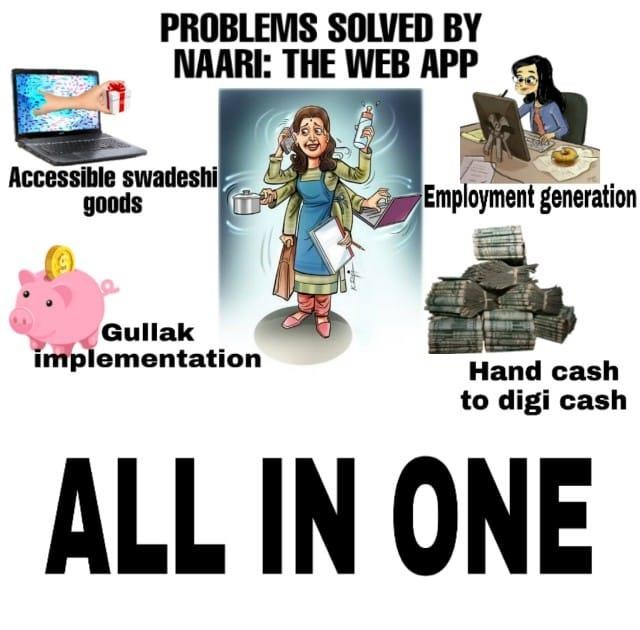 PROBLEMS SOLVED BY
NAARI: THE WEB APP
Accessible swadeshi
goods
Employment generation
Gullak
implementation
Hand cash
to digi cash
ALL IN ONE